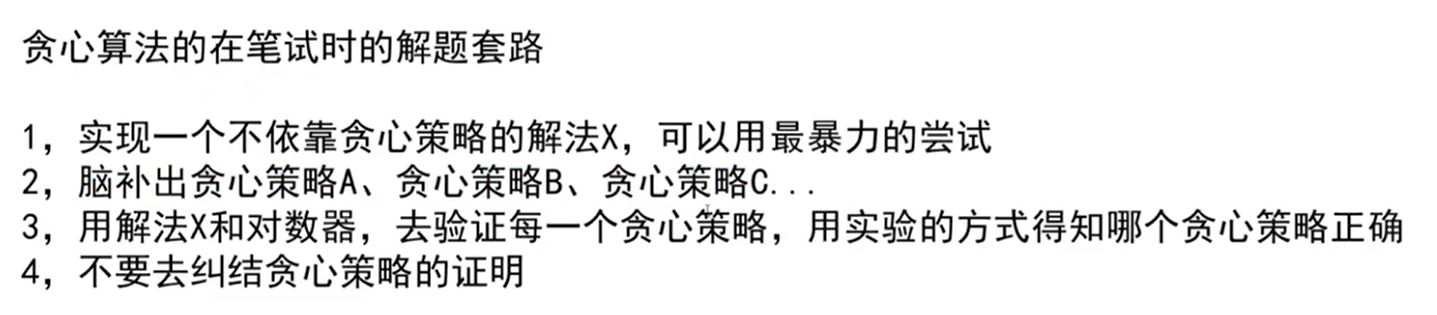 贪心算法的在笔试时的解题套路
1，实现一个不依靠贪心策略的解法X，可以用最暴力的尝试
2，脑补出贪心策略A、贪心策略B、贪心策略C...
3，用解法X和对数器，去验证每一个贪心策略，用实验的方式得知哪个贪心策略正确
4，不要去纠结贪心策略的证明